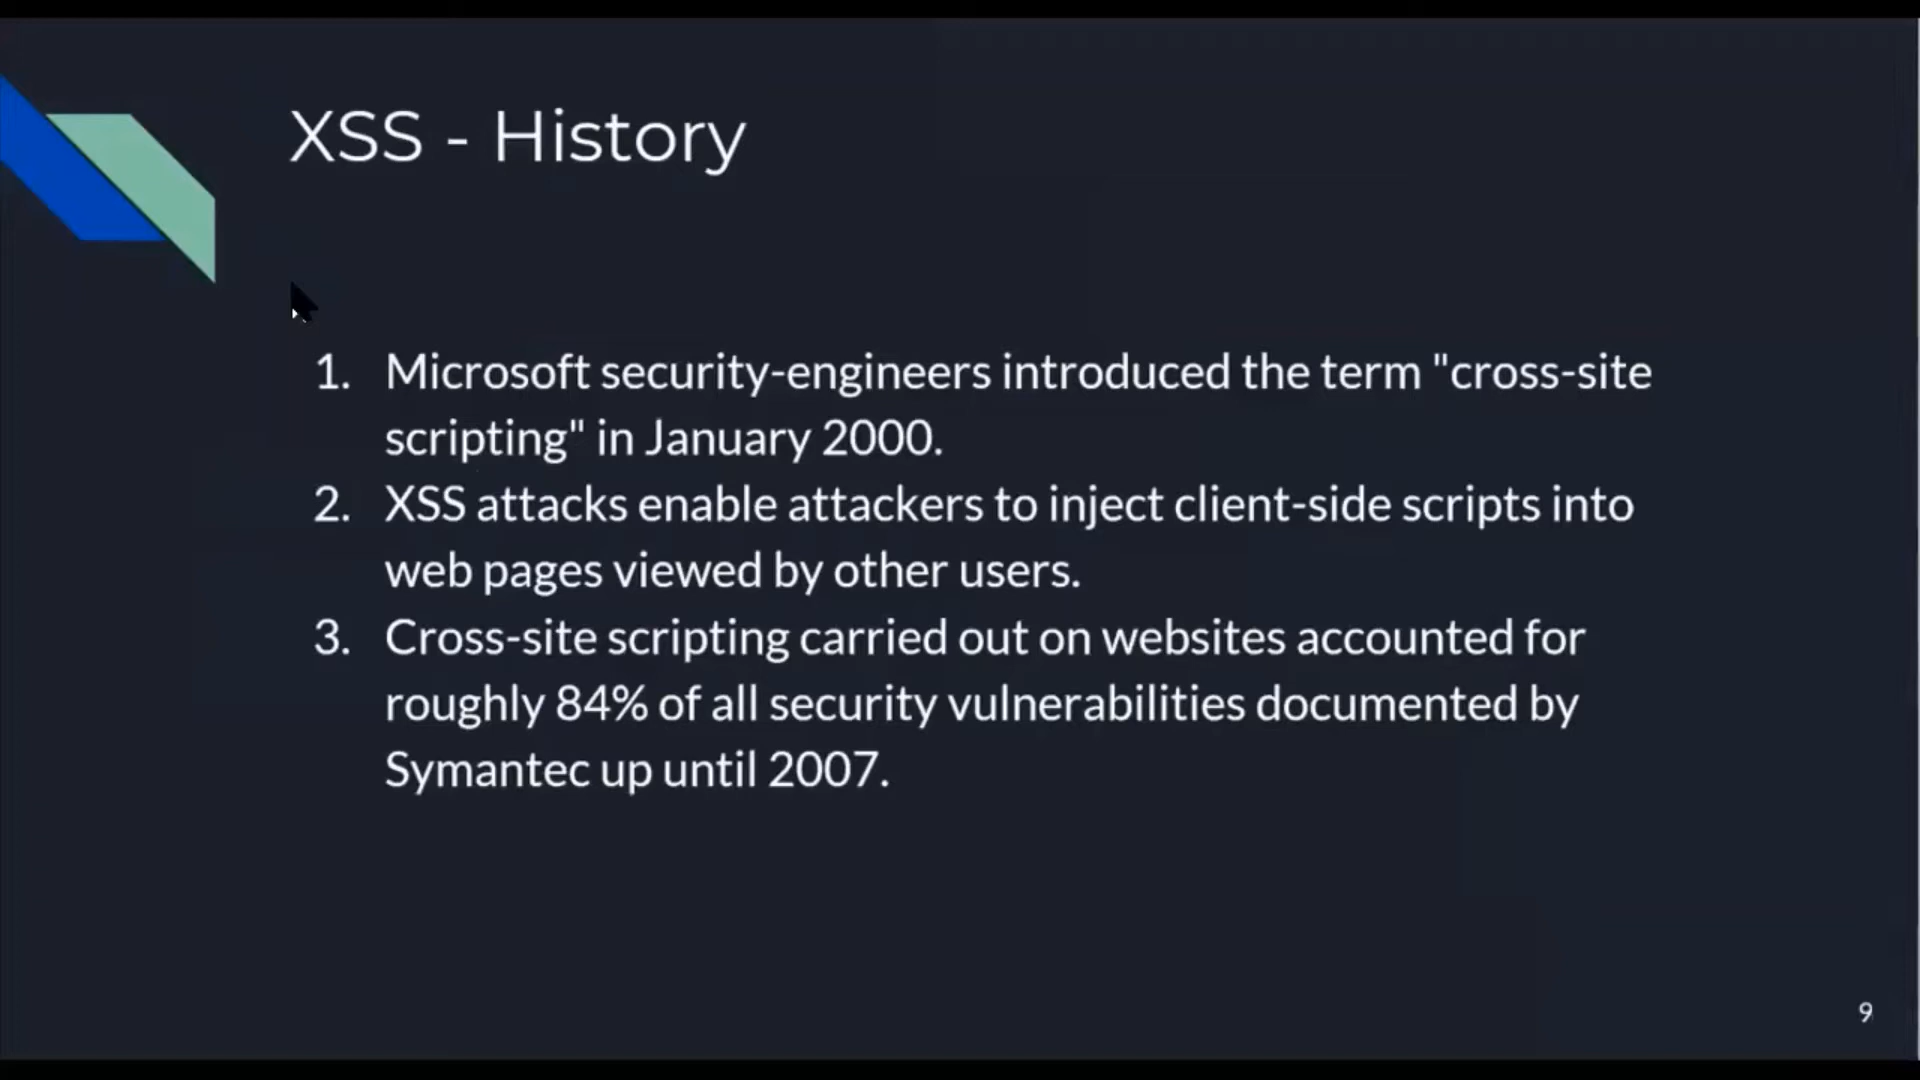 XSS - History
1. Microsoft security-engineers introduced the term "cross-site
scripting" in January 2000.
2. XSS attacks enable attackers to inject client-side scripts into
web pages viewed by other users.
3. Cross-site scripting carried out on websites accounted for
roughly 84% of all security vulnerabilities documented by
Symantec up until 2007.
9